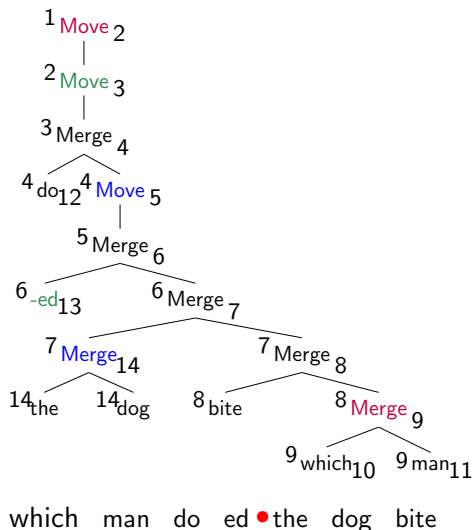 1 Move 2
2 Move 3
3 Merge 4
4 do 12 4 Move 5
5 Merge 6
6 -ed 13 6 Merge 7
7 Merge 14 7 Merge 8
14 the 14 dog 8 bite 8 Merge 9
9 which 10 9 man 11
which man do ed • the dog bite